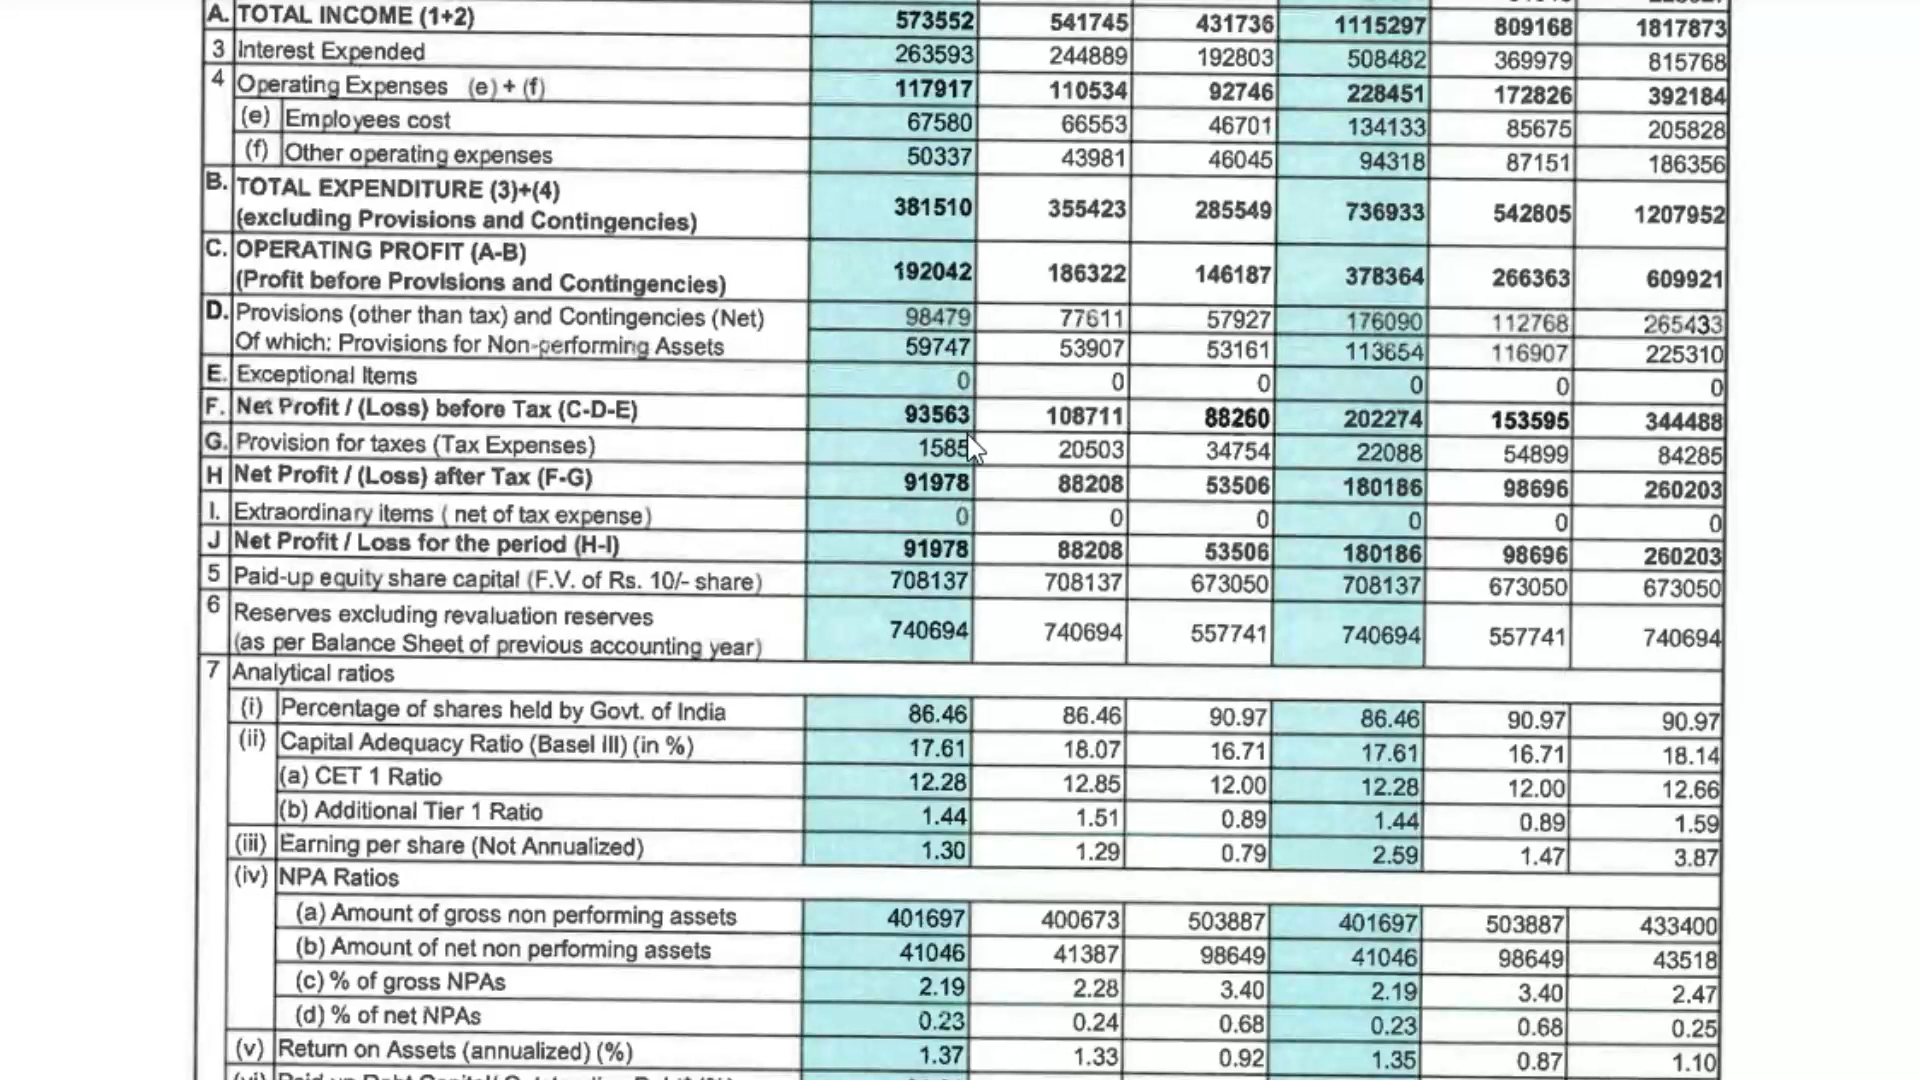 A. TOTAL INCOME (1+2) 573552 541745 431736 1115297 809168 1817873
3 Interest Expended 263593 244889 192803 508482 369979 815768
4 Operating Expenses (e) + (f) 117917 110534 92746 228451 172826 392184
(e) Employees cost 67580 66553 46701 134133 85675 205828
(f) Other operating expenses 50337 43981 46045 94318 87151 186356
B. TOTAL EXPENDITURE (3)+(4)
(excluding Provisions and Contingencies) 381510 355423 285549 736933 542805 1207952
C. OPERATING PROFIT (A-B)
(Profit before Provisions and Contingencies) 192042 186322 146187 378364 266363 609921
D. Provisions (other than tax) and Contingencies (Net) 98479 77611 57927 176090 112768 265433
Of which: Provisions for Non-performing Assets 59747 53907 53161 113654 116907 225310
E. Exceptional Items 0 0 0 0 0 0
F. Net Profit / (Loss) before Tax (C-D-E) 93563 108711 88260 202274 153595 344488
G. Provision for taxes (Tax Expenses) 1585 20503 34754 22088 54899 84285
H Net Profit / (Loss) after Tax (F-G) 91978 88208 53506 180186 98696 260203
I. Extraordinary items ( net of tax expense) 0 0 0 0 0 0
J Net Profit / Loss for the period (H-I) 91978 88208 53506 180186 98696 260203
5 Paid-up equity share capital (F.V. of Rs. 10/- share) 708137 708137 673050 708137 673050 673050
6 Reserves excluding revaluation reserves
(as per Balance Sheet of previous accounting year) 740694 740694 557741 740694 557741 740694
7 Analytical ratios
(i) Percentage of shares held by Govt. of India 86.46 86.46 90.97 86.46 90.97 90.97
(ii) Capital Adequacy Ratio (Basel III) (in %) 17.61 18.07 16.71 17.61 16.71 18.14
(a) CET 1 Ratio 12.28 12.85 12.00 12.28 12.00 12.66
(b) Additional Tier 1 Ratio 1.44 1.51 0.89 1.44 0.89 1.59
(iii) Earning per share (Not Annualized) 1.30 1.29 0.79 2.59 1.47 3.87
(iv) NPA Ratios
(a) Amount of gross non performing assets 401697 400673 503887 401697 503887 433400
(b) Amount of net non performing assets 41046 41387 98649 41046 98649 43518
(c) % of gross NPAs 2.19 2.28 3.40 2.19 3.40 2.47
(d) % of net NPAs 0.23 0.24 0.68 0.23 0.68 0.25
(v) Return on Assets (annualized) (%) 1.37 1.33 0.92 1.35 0.87 1.10